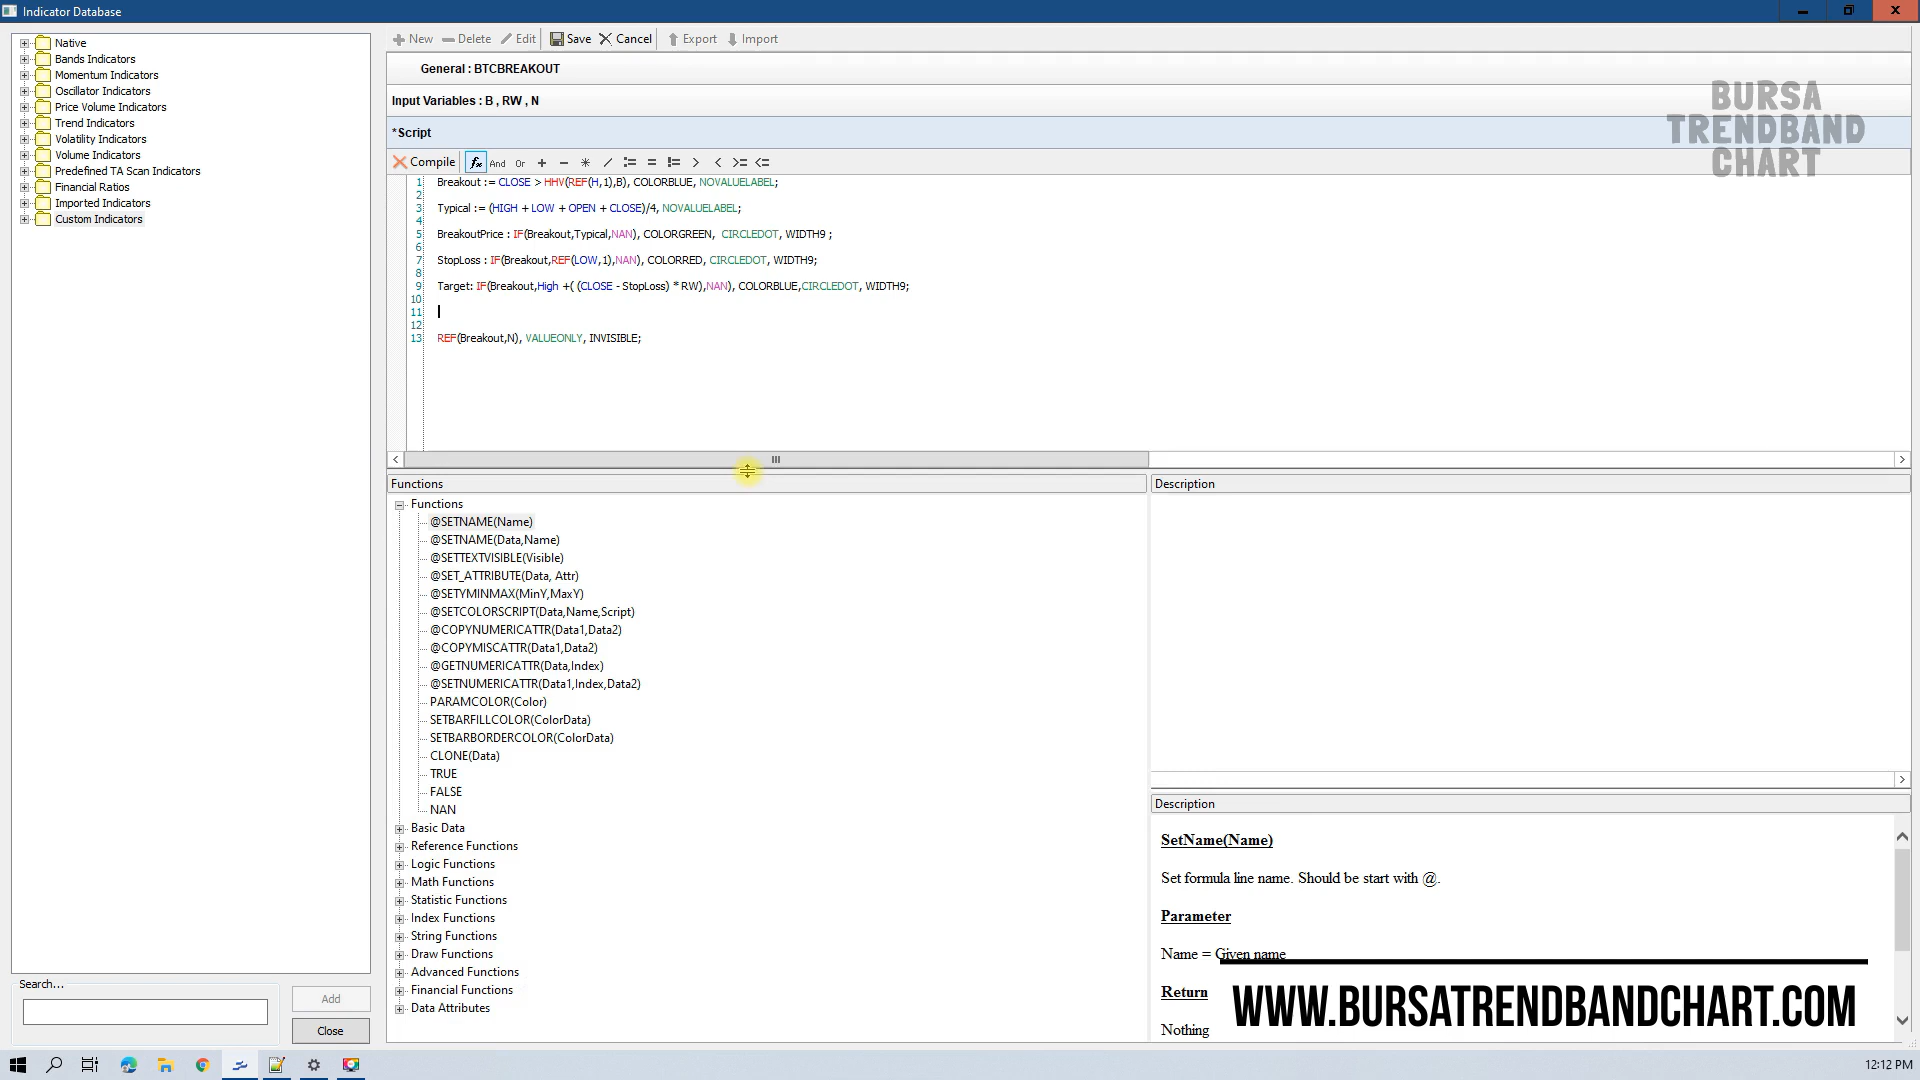 Indicator Database
Native
Bands Indicators
Momentum Indicators
Oscillator Indicators
Price Volume Indicators
Trend Indicators
Volatility Indicators
Volume Indicators
Predefined TA Scan Indicators
Financial Ratios
Imported Indicators
Custom Indicators
Search...
Add
Close
New Delete Edit Save Cancel Export Import
General : BTCBREAKOUT
Input Variables : B , RW , N
*Script
BURSA
TRENDBAND
CHART
Compile fx And Or + − * / := = != > < >= <=
1 Breakout := CLOSE > HHV(REF(H,1),B), COLORBLUE, NOVALUELABEL;
2
3 Typical := (HIGH + LOW + OPEN + CLOSE)/4, NOVALUELABEL;
4
5 BreakoutPrice : IF(Breakout,Typical,NAN), COLORGREEN, CIRCLEDOT, WIDTH9 ;
6
7 StopLoss : IF(Breakout,REF(LOW,1),NAN), COLORRED, CIRCLEDOT, WIDTH9;
8
9 Target: IF(Breakout,High +( (CLOSE - StopLoss) * RW),NAN), COLORBLUE,CIRCLEDOT, WIDTH9;
10
11
12
13 REF(Breakout,N), VALUEONLY, INVISIBLE;
Functions
Functions
@SETNAME(Name)
@SETNAME(Data,Name)
@SETTEXTVISIBLE(Visible)
@SET_ATTRIBUTE(Data, Attr)
@SETYMINMAX(MinY,MaxY)
@SETCOLORSCRIPT(Data,Name,Script)
@COPYNUMERICATTR(Data1,Data2)
@COPYMISCATTR(Data1,Data2)
@GETNUMERICATTR(Data,Index)
@SETNUMERICATTR(Data1,Index,Data2)
PARAMCOLOR(Color)
SETBARFILLCOLOR(ColorData)
SETBARBORDERCOLOR(ColorData)
CLONE(Data)
TRUE
FALSE
NAN
Basic Data
Reference Functions
Logic Functions
Math Functions
Statistic Functions
Index Functions
String Functions
Draw Functions
Advanced Functions
Financial Functions
Data Attributes
Description
Description
SetName(Name)
Set formula line name. Should be start with @.
Parameter
Name = Given name
Return
Nothing
WWW.BURSATRENDBANDCHART.COM
12:12 PM